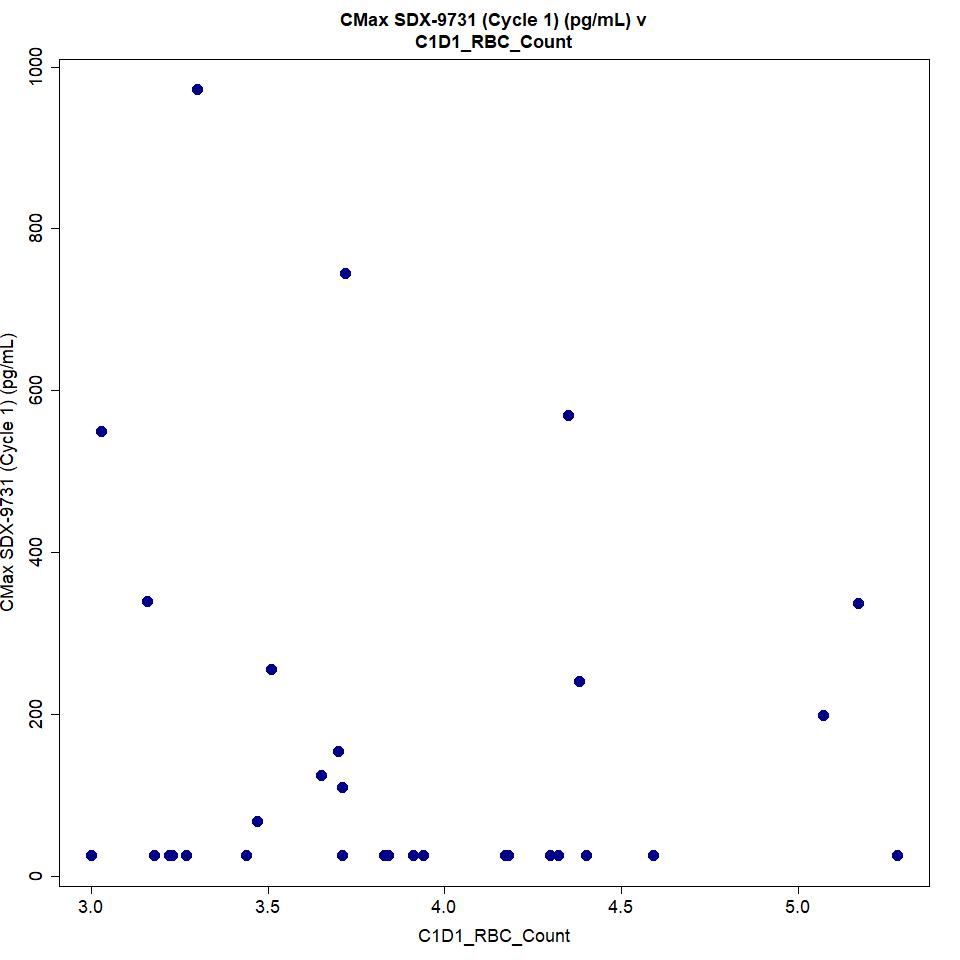 CMax SDX-9731 (Cycle 1) (pg/mL) v
C1D1_RBC_Count
1000
800
600
400
200
0
CMax SDX-9731 (Cycle 1) (pg/mL)
3.0 3.5 4.0 4.5 5.0
C1D1_RBC_Count